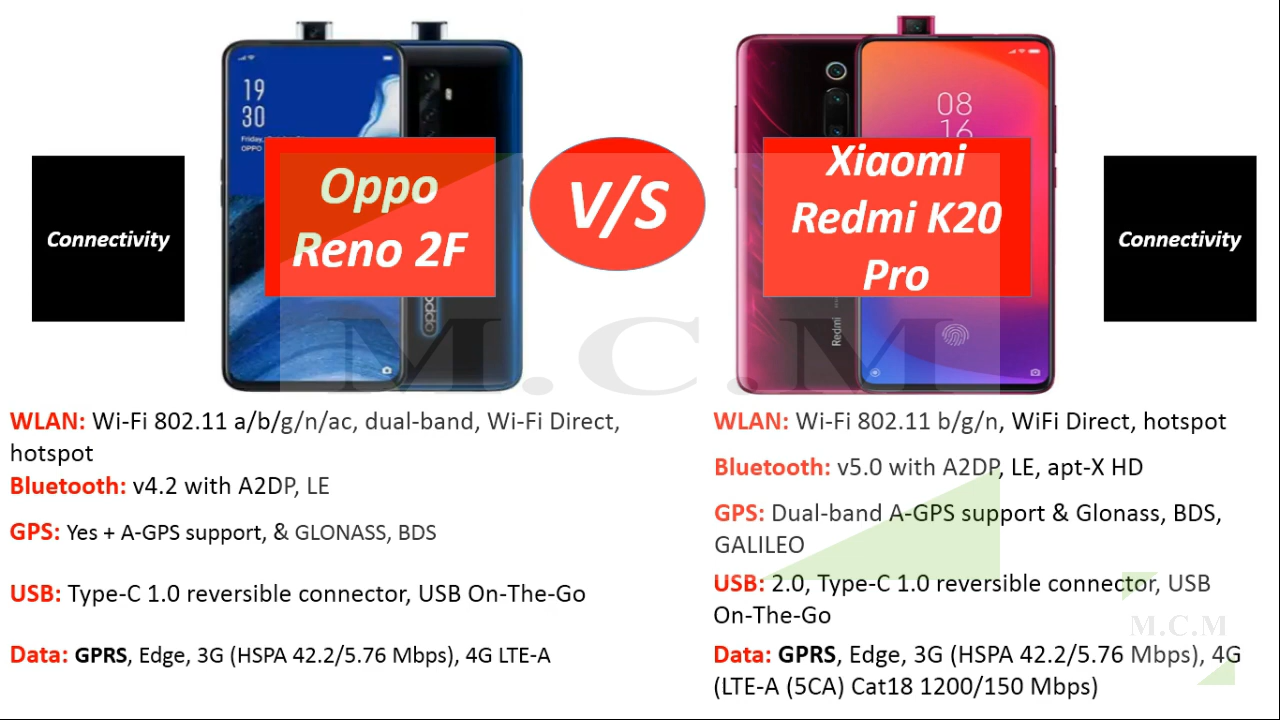 19
30
Friday,
OPPO
08
16
Oppo
Reno 2F
V/S
Xiaomi
Redmi K20
Pro
Connectivity
Connectivity
oppo
Redmi
M.C.M
WLAN: Wi-Fi 802.11 a/b/g/n/ac, dual-band, Wi-Fi Direct,
hotspot
Bluetooth: v4.2 with A2DP, LE
GPS: Yes + A-GPS support, & GLONASS, BDS
USB: Type-C 1.0 reversible connector, USB On-The-Go
Data: GPRS, Edge, 3G (HSPA 42.2/5.76 Mbps), 4G LTE-A
WLAN: Wi-Fi 802.11 b/g/n, WiFi Direct, hotspot
Bluetooth: v5.0 with A2DP, LE, apt-X HD
GPS: Dual-band A-GPS support & Glonass, BDS,
GALILEO
USB: 2.0, Type-C 1.0 reversible connector, USB
On-The-Go
M.C.M
Data: GPRS, Edge, 3G (HSPA 42.2/5.76 Mbps), 4G
(LTE-A (5CA) Cat18 1200/150 Mbps)